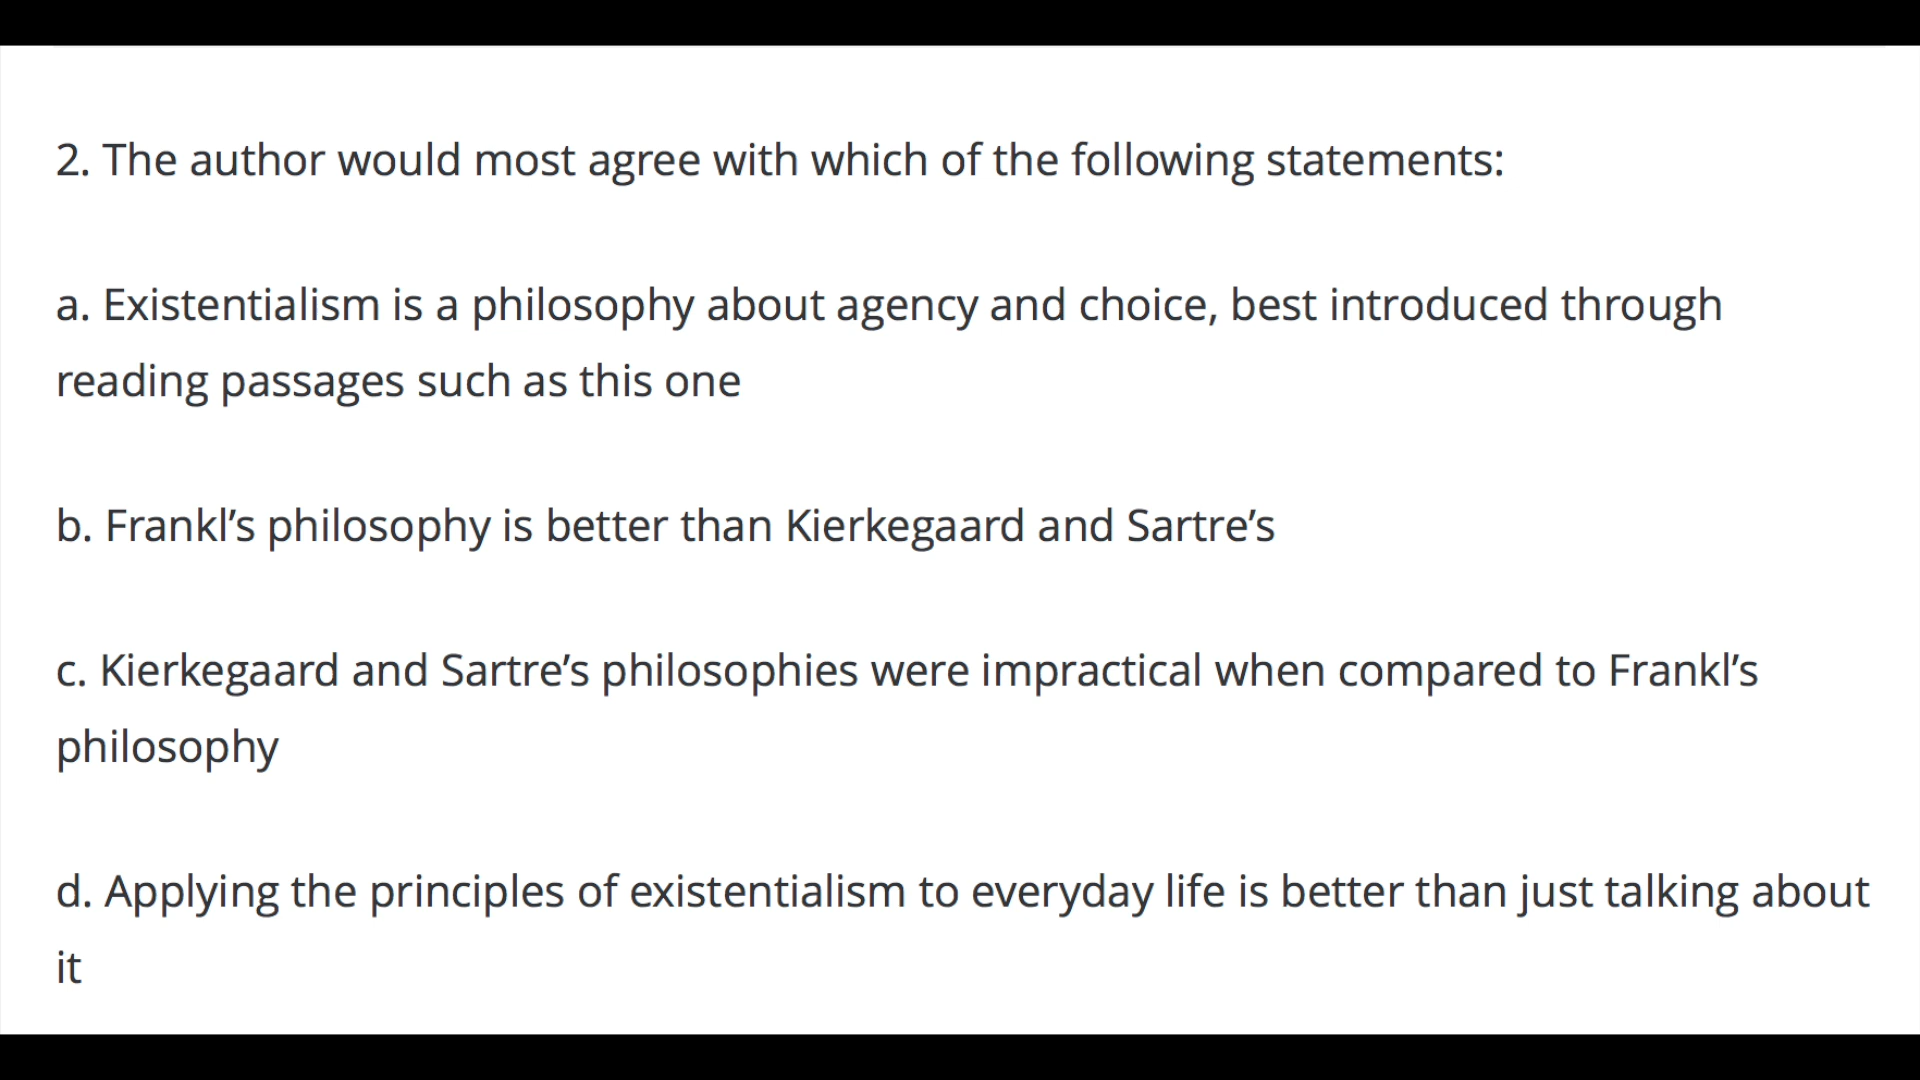 2. The author would most agree with which of the following statements:
a. Existentialism is a philosophy about agency and choice, best introduced through
reading passages such as this one
b. Frankl’s philosophy is better than Kierkegaard and Sartre’s
c. Kierkegaard and Sartre’s philosophies were impractical when compared to Frankl’s
philosophy
d. Applying the principles of existentialism to everyday life is better than just talking about
it